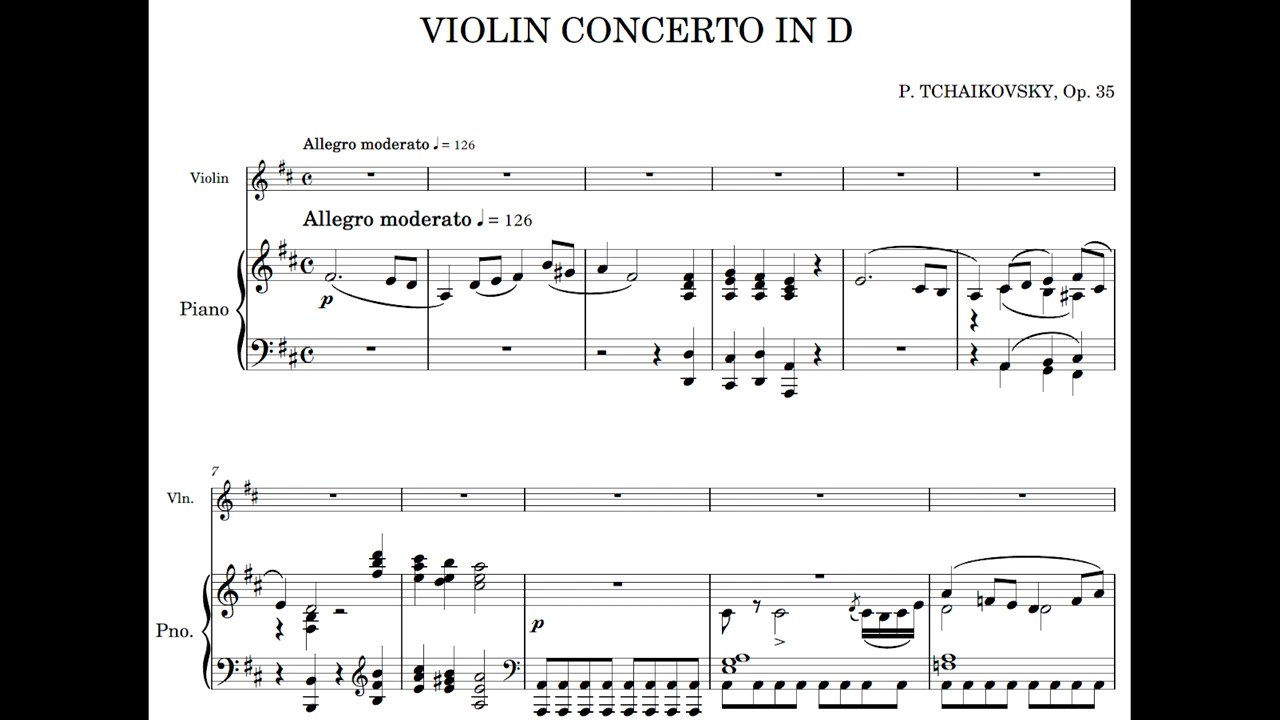 VIOLIN CONCERTO IN D
P. TCHAIKOVSKY, Op. 35
Allegro moderato ♩= 126
Violin
Allegro moderato ♩= 126
p
Piano
7
Vln.
p
Pno.